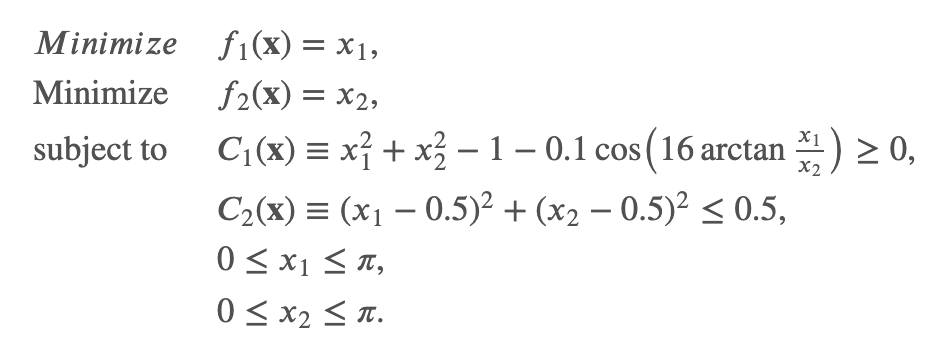 Minimize f₁(𝐱) = x₁,
Minimize f₂(𝐱) = x₂,
subject to C₁(𝐱) ≡ x₁² + x₂² − 1 − 0.1 cos(16 arctan x₁/x₂) ≥ 0,
C₂(𝐱) ≡ (x₁ − 0.5)² + (x₂ − 0.5)² ≤ 0.5,
0 ≤ x₁ ≤ π,
0 ≤ x₂ ≤ π.